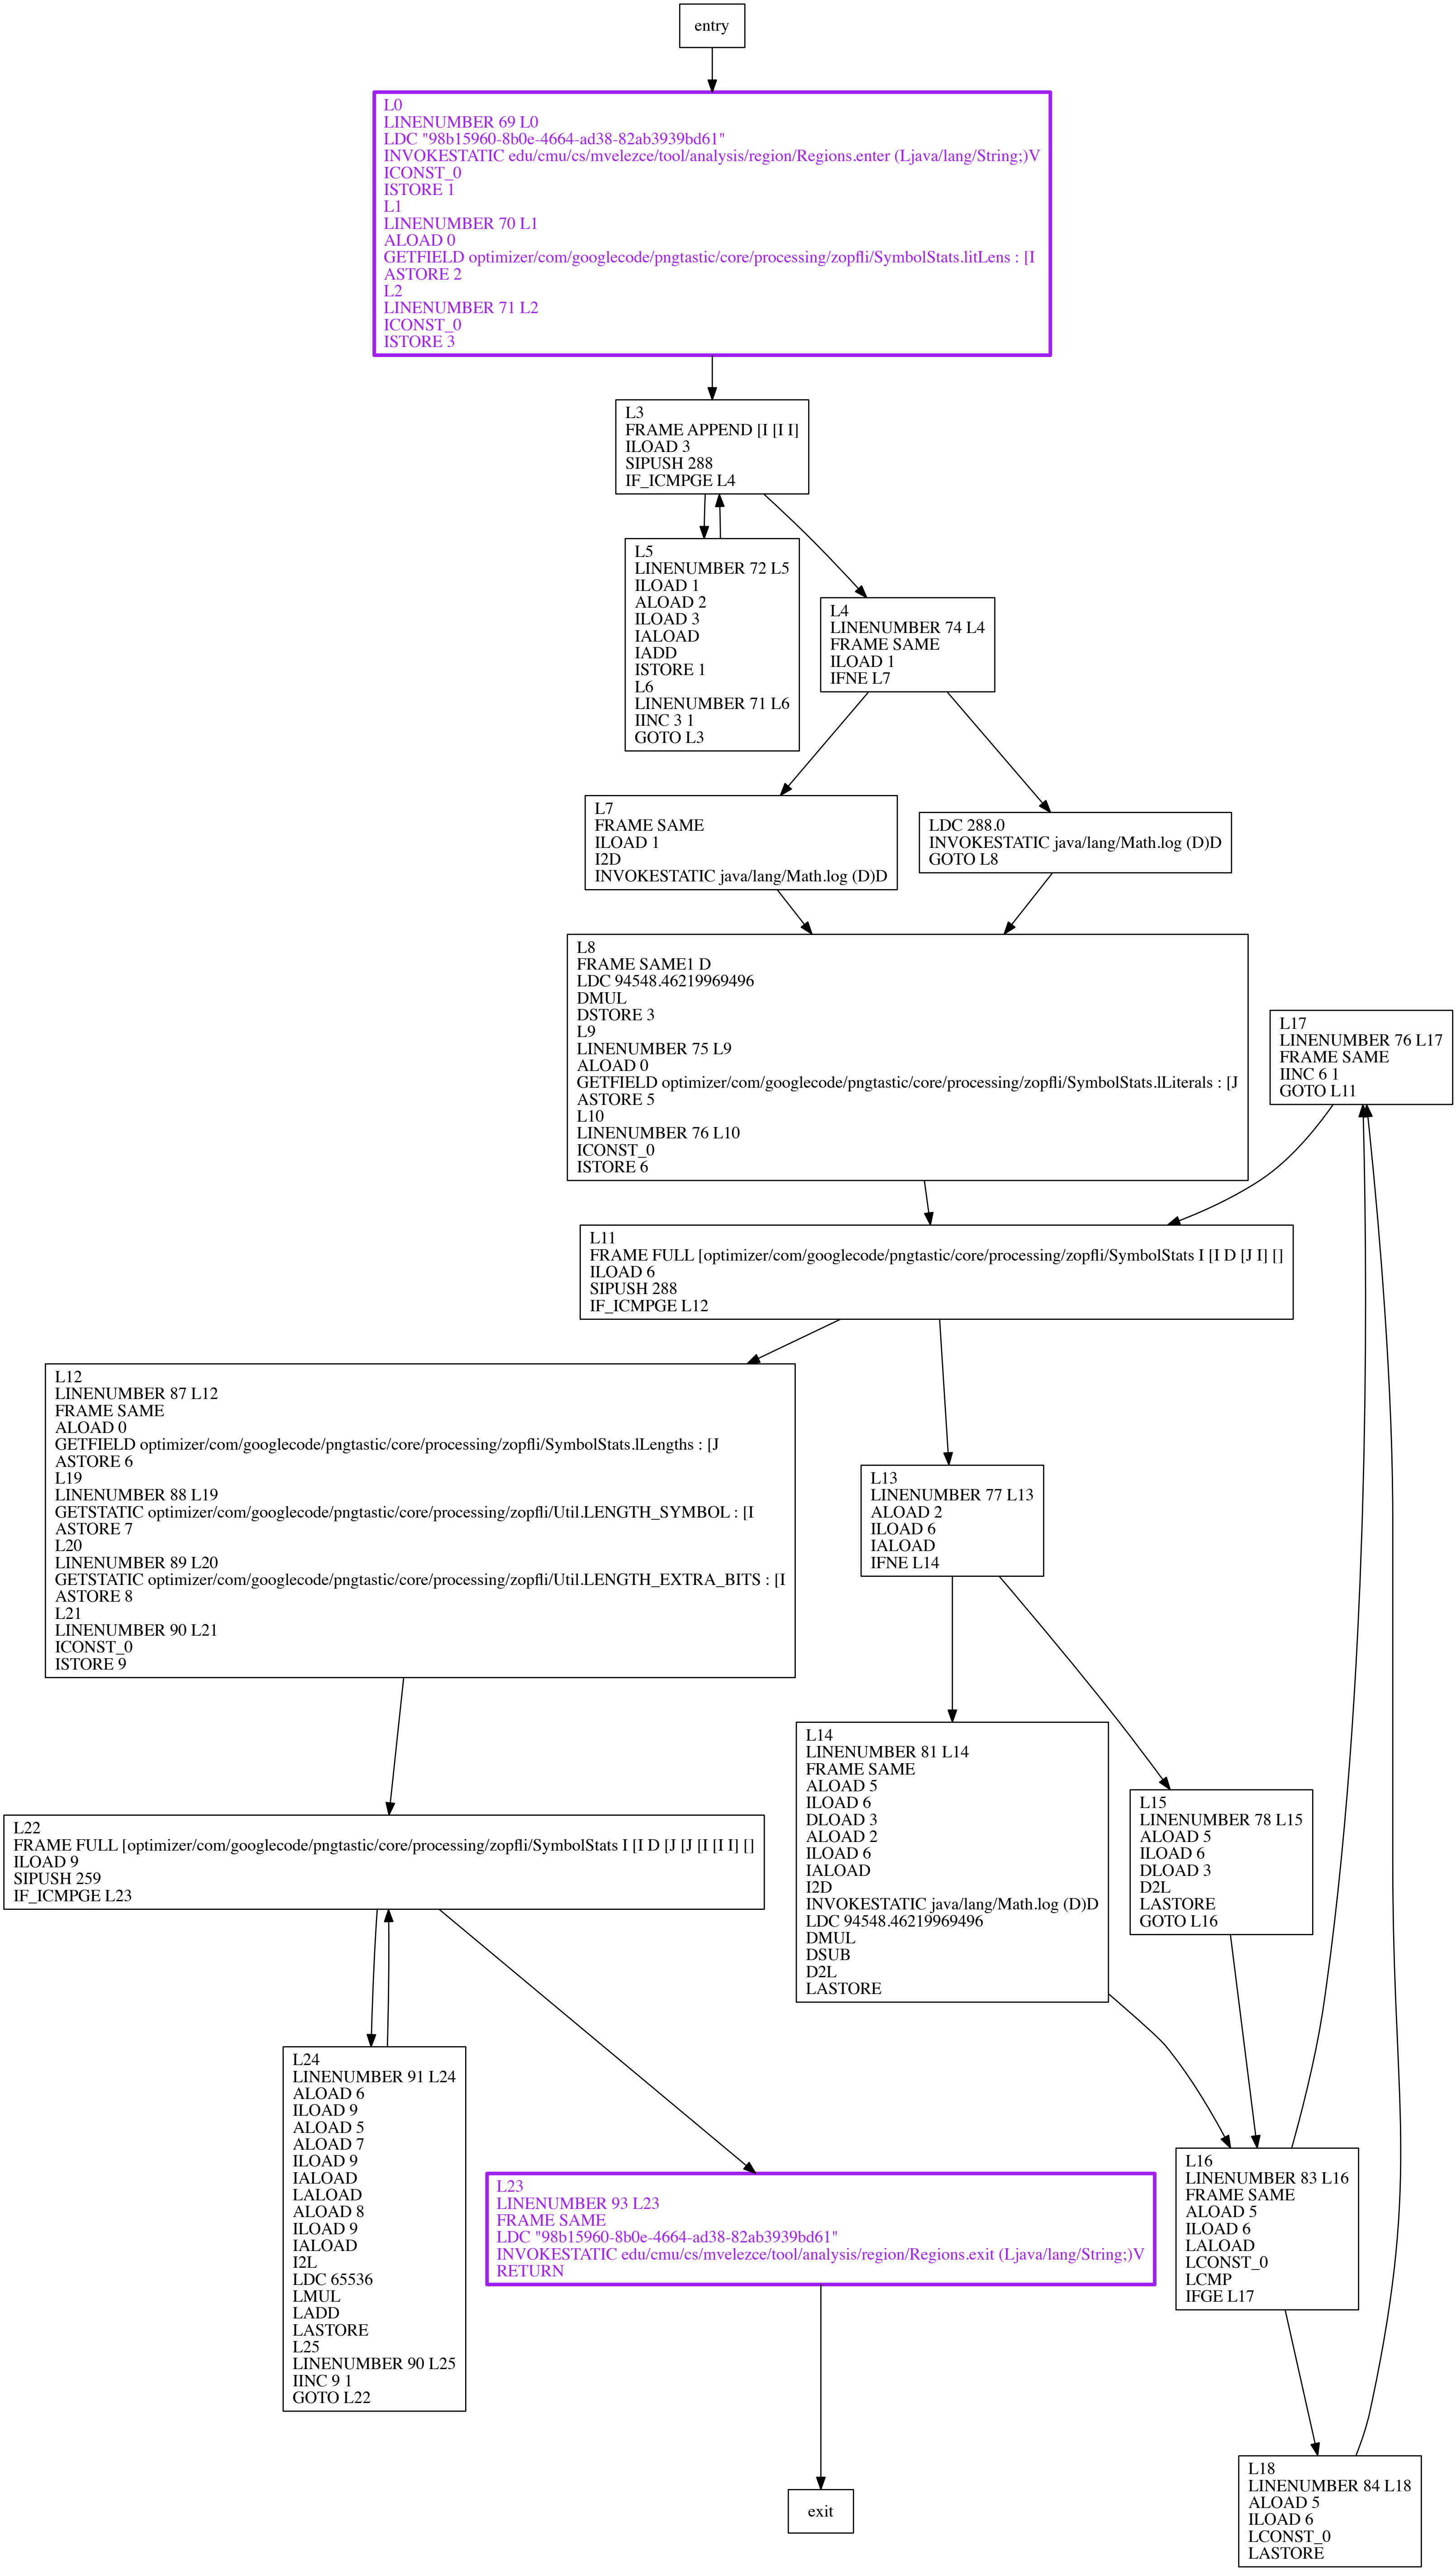 entry
L0
LINENUMBER 69 L0
LDC "98b15960-8b0e-4664-ad38-82ab3939bd61"
INVOKESTATIC edu/cmu/cs/mvelezce/tool/analysis/region/Regions.enter (Ljava/lang/String;)V
ICONST_0
ISTORE 1
L1
LINENUMBER 70 L1
ALOAD 0
GETFIELD optimizer/com/googlecode/pngtastic/core/processing/zopfli/SymbolStats.litLens : [I
ASTORE 2
L2
LINENUMBER 71 L2
ICONST_0
ISTORE 3
L3
FRAME APPEND [I [I I]
ILOAD 3
SIPUSH 288
IF_ICMPGE L4
L5
LINENUMBER 72 L5
ILOAD 1
ALOAD 2
ILOAD 3
IALOAD
IADD
ISTORE 1
L6
LINENUMBER 71 L6
IINC 3 1
GOTO L3
L4
LINENUMBER 74 L4
FRAME SAME
ILOAD 1
IFNE L7
L7
FRAME SAME
ILOAD 1
I2D
INVOKESTATIC java/lang/Math.log (D)D
LDC 288.0
INVOKESTATIC java/lang/Math.log (D)D
GOTO L8
L8
FRAME SAME1 D
LDC 94548.46219969496
DMUL
DSTORE 3
L9
LINENUMBER 75 L9
ALOAD 0
GETFIELD optimizer/com/googlecode/pngtastic/core/processing/zopfli/SymbolStats.lLiterals : [J
ASTORE 5
L10
LINENUMBER 76 L10
ICONST_0
ISTORE 6
L17
LINENUMBER 76 L17
FRAME SAME
IINC 6 1
GOTO L11
L11
FRAME FULL [optimizer/com/googlecode/pngtastic/core/processing/zopfli/SymbolStats I [I D [J I] []
ILOAD 6
SIPUSH 288
IF_ICMPGE L12
L12
LINENUMBER 87 L12
FRAME SAME
ALOAD 0
GETFIELD optimizer/com/googlecode/pngtastic/core/processing/zopfli/SymbolStats.lLengths : [J
ASTORE 6
L19
LINENUMBER 88 L19
GETSTATIC optimizer/com/googlecode/pngtastic/core/processing/zopfli/Util.LENGTH_SYMBOL : [I
ASTORE 7
L20
LINENUMBER 89 L20
GETSTATIC optimizer/com/googlecode/pngtastic/core/processing/zopfli/Util.LENGTH_EXTRA_BITS : [I
ASTORE 8
L21
LINENUMBER 90 L21
ICONST_0
ISTORE 9
L13
LINENUMBER 77 L13
ALOAD 2
ILOAD 6
IALOAD
IFNE L14
L14
LINENUMBER 81 L14
FRAME SAME
ALOAD 5
ILOAD 6
DLOAD 3
ALOAD 2
ILOAD 6
IALOAD
I2D
INVOKESTATIC java/lang/Math.log (D)D
LDC 94548.46219969496
DMUL
DSUB
D2L
LASTORE
L15
LINENUMBER 78 L15
ALOAD 5
ILOAD 6
DLOAD 3
D2L
LASTORE
GOTO L16
L22
FRAME FULL [optimizer/com/googlecode/pngtastic/core/processing/zopfli/SymbolStats I [I D [J [J [I [I I] []
ILOAD 9
SIPUSH 259
IF_ICMPGE L23
L24
LINENUMBER 91 L24
ALOAD 6
ILOAD 9
ALOAD 5
ALOAD 7
ILOAD 9
IALOAD
LALOAD
ALOAD 8
ILOAD 9
IALOAD
I2L
LDC 65536
LMUL
LADD
LASTORE
L25
LINENUMBER 90 L25
IINC 9 1
GOTO L22
L23
LINENUMBER 93 L23
FRAME SAME
LDC "98b15960-8b0e-4664-ad38-82ab3939bd61"
INVOKESTATIC edu/cmu/cs/mvelezce/tool/analysis/region/Regions.exit (Ljava/lang/String;)V
RETURN
L16
LINENUMBER 83 L16
FRAME SAME
ALOAD 5
ILOAD 6
LALOAD
LCONST_0
LCMP
IFGE L17
L18
LINENUMBER 84 L18
ALOAD 5
ILOAD 6
LCONST_0
LASTORE
exit